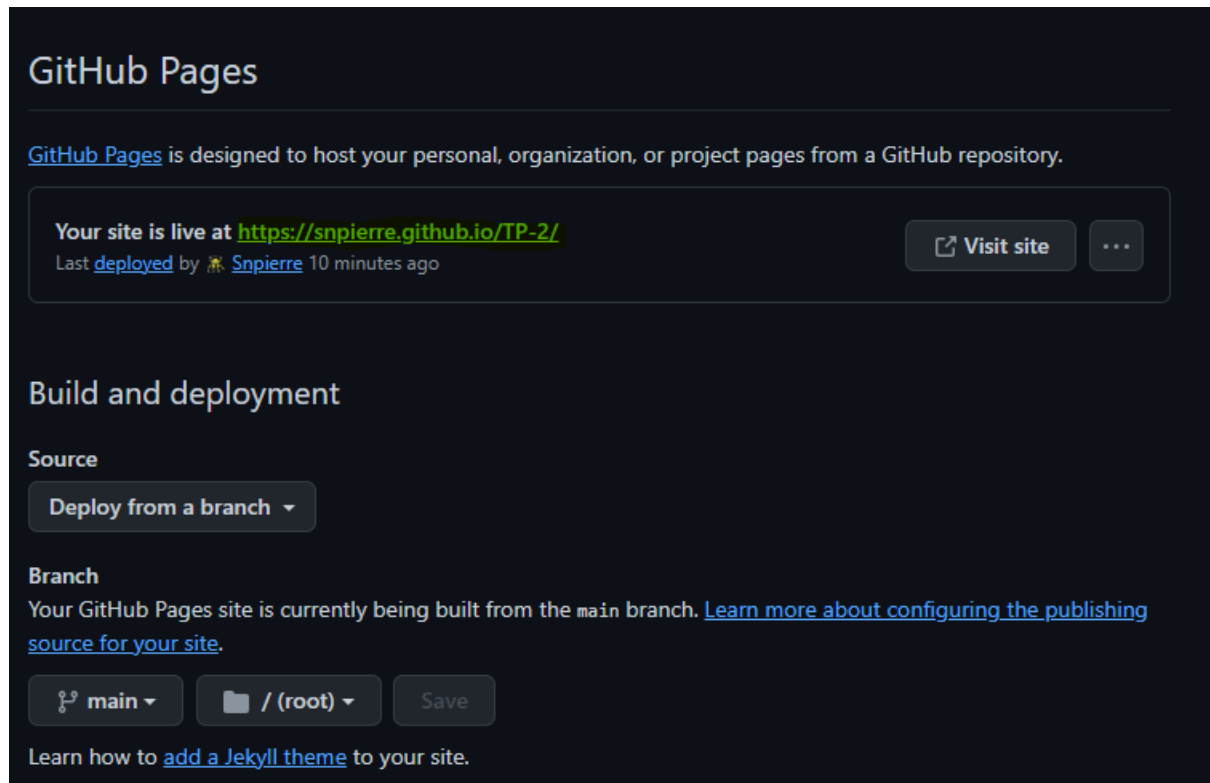 GitHub Pages
GitHub Pages is designed to host your personal, organization, or project pages from a GitHub repository.
Your site is live at https://snpierre.github.io/TP-2/
Visit site
Last deployed by Snpierre 10 minutes ago
Build and deployment
Source
Deploy from a branch
Branch
Your GitHub Pages site is currently being built from the main branch. Learn more about configuring the publishing
source for your site.
main / (root) Save
Learn how to add a Jekyll theme to your site.